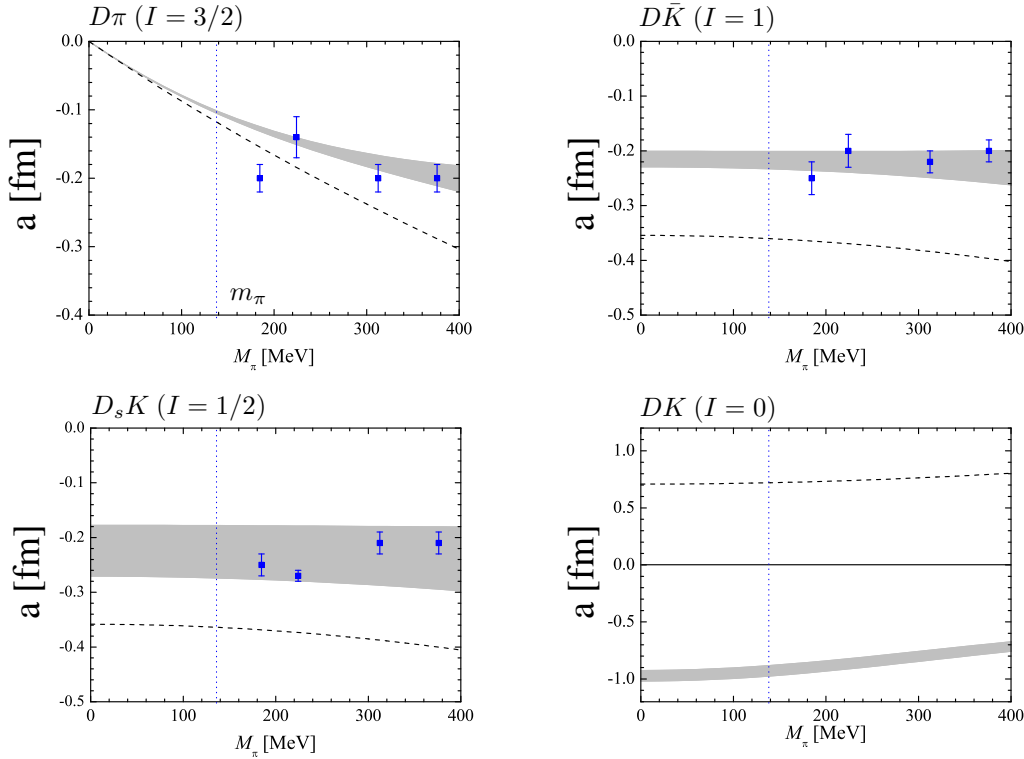 Dπ (I = 3/2)
0.0
-0.1
-0.2
-0.3
-0.4
a [fm]
m_π
0 100 200 300 400
M_π [MeV]
DK̄ (I = 1)
0.0
-0.1
-0.2
-0.3
-0.4
-0.5
a [fm]
0 100 200 300 400
M_π [MeV]
D_sK (I = 1/2)
0.0
-0.1
-0.2
-0.3
-0.4
-0.5
a [fm]
0 100 200 300 400
M_π [MeV]
DK (I = 0)
1.0
0.5
0.0
-0.5
-1.0
a [fm]
0 100 200 300 400
M_π [MeV]